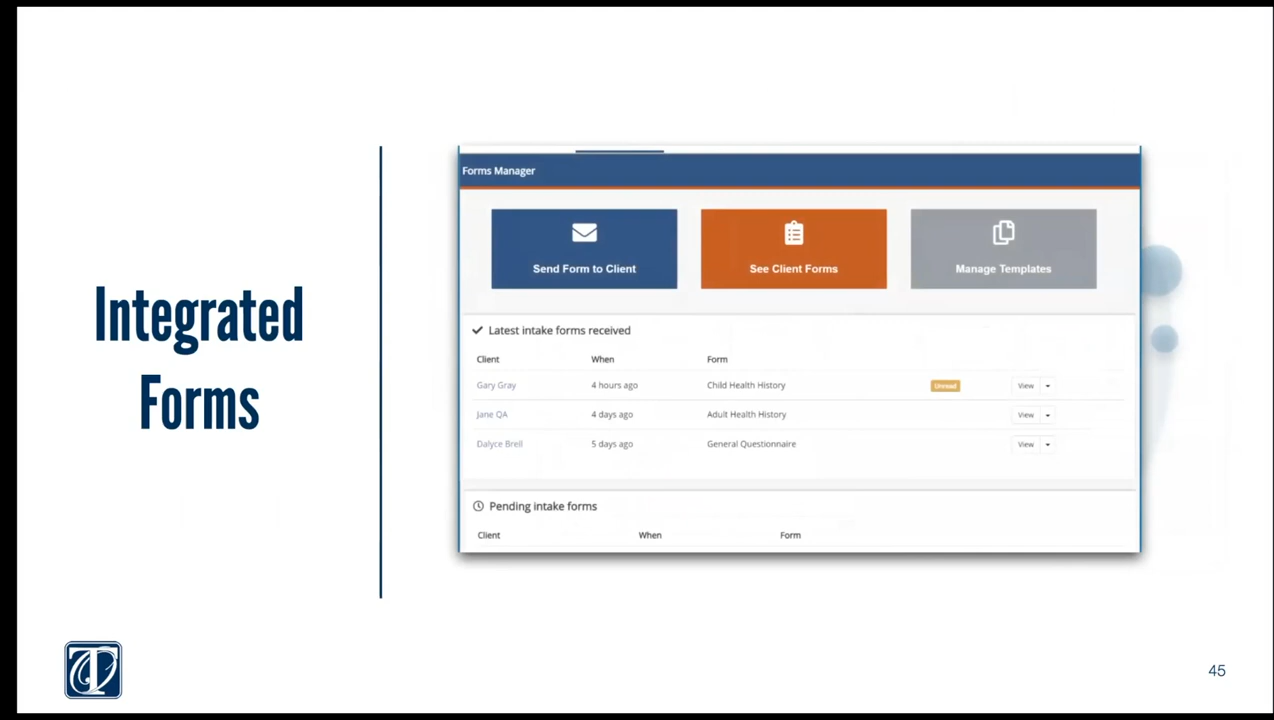 Integrated
Forms
Forms Manager
Send Form to Client
See Client Forms
Manage Templates
Latest intake forms received
Client When Form
Gary Gray 4 hours ago Child Health History Unread View
Jane QA 4 days ago Adult Health History View
Dalyce Brell 5 days ago General Questionnaire View
Pending intake forms
Client When Form
45